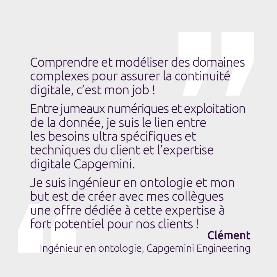 Comprendre et modéliser des domaines
complexes pour assurer la continuité
digitale, c'est mon job !
Entre jumeaux numériques et exploitation
de la donnée, je suis le lien entre
les besoins ultra spécifiques et
techniques du client et l'expertise
digitale Capgemini.
Je suis ingénieur en ontologie et mon
but est de créer avec mes collègues
une offre dédiée à cette expertise à
fort potentiel pour nos clients !
Clément
Ingénieur en ontologie, Capgemini Engineering